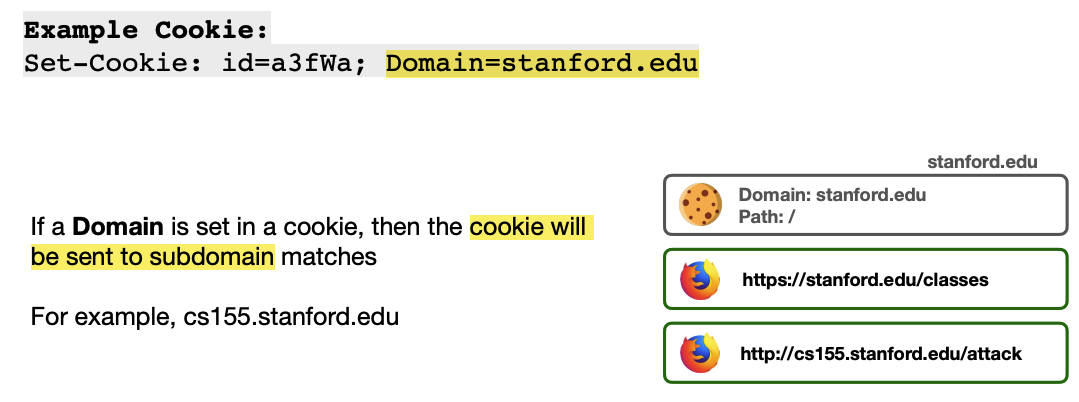 Example Cookie:
Set-Cookie: id=a3fWa; Domain=stanford.edu
If a Domain is set in a cookie, then the cookie will
be sent to subdomain matches
For example, cs155.stanford.edu
stanford.edu
Domain: stanford.edu
Path: /
https://stanford.edu/classes
http://cs155.stanford.edu/attack